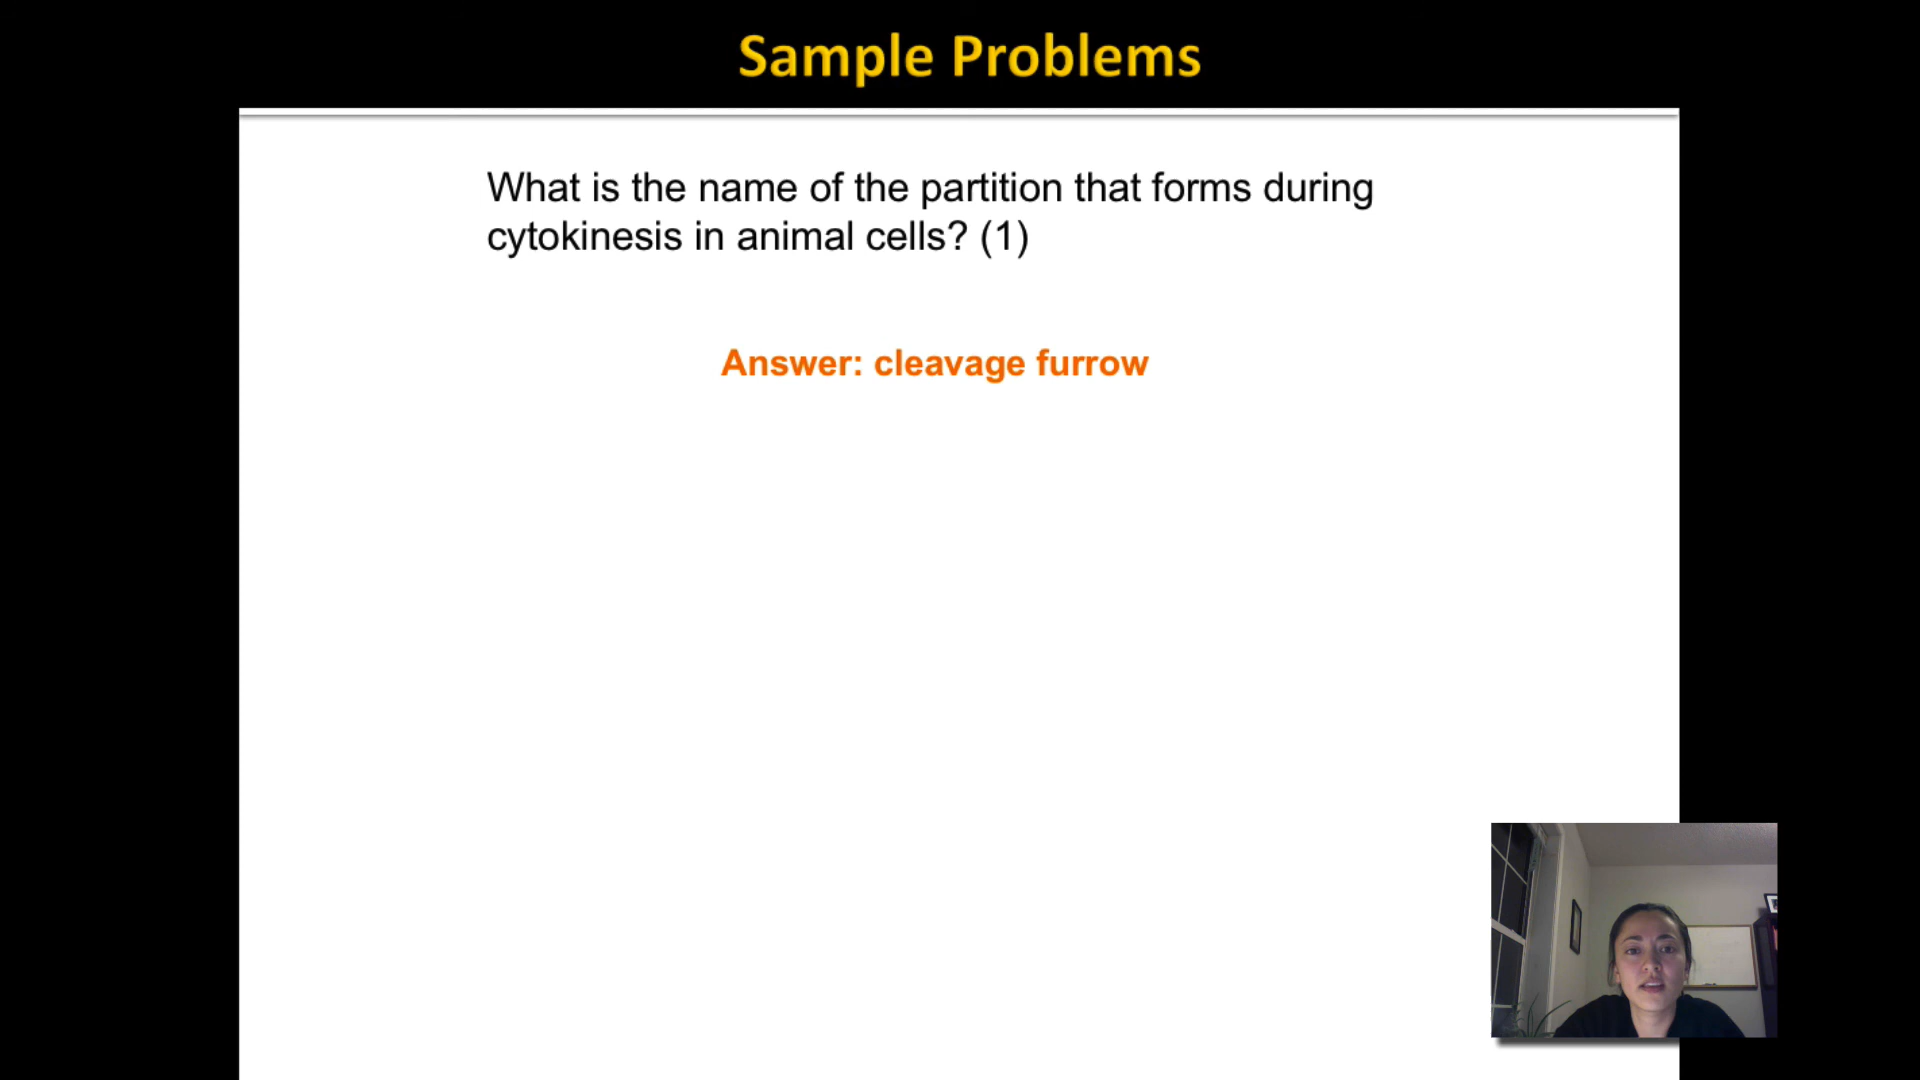 Sample Problems
What is the name of the partition that forms during
cytokinesis in animal cells? (1)
Answer: cleavage furrow